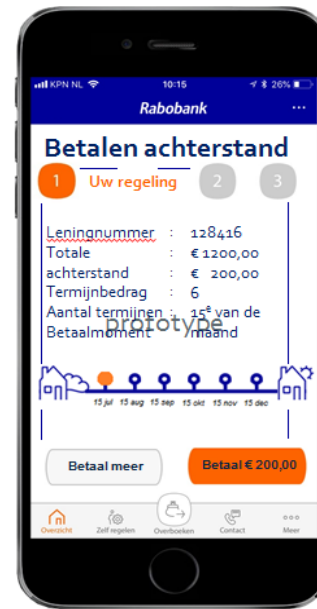 KPN NL 10:15 26%
Rabobank
Betalen achterstand
1 Uw regeling 2 3
Leningnummer : 128416
Totale : € 1200,00
achterstand : € 200,00
Termijnbedrag : 6
Aantal termijnen : 15e van de
Betaalmoment maand
prototype
15 jul 15 aug 15 sep 15 okt 15 nov 15 dec
Betaal meer Betaal € 200,00
Overzicht Zelf regelen Overboeken Contact Meer